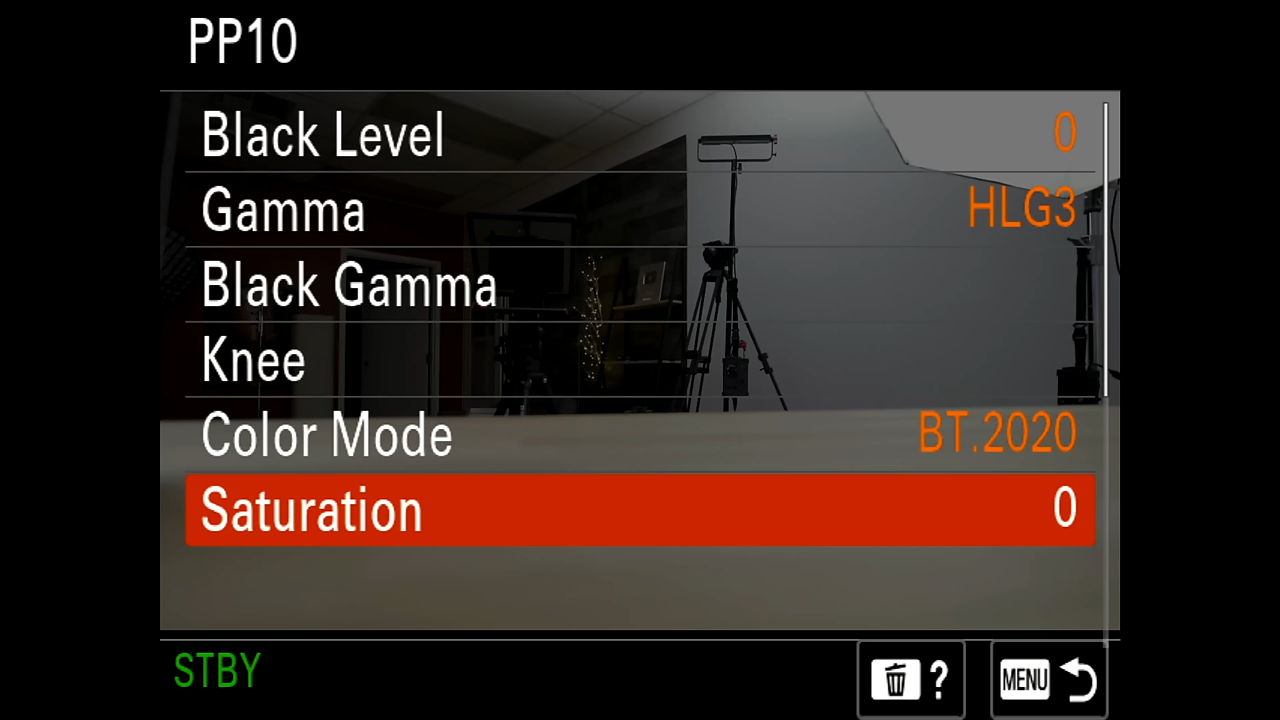 PP10
Black Level 0
Gamma HLG3
Black Gamma
Knee
Color Mode BT.2020
Saturation 0
STBY ? MENU